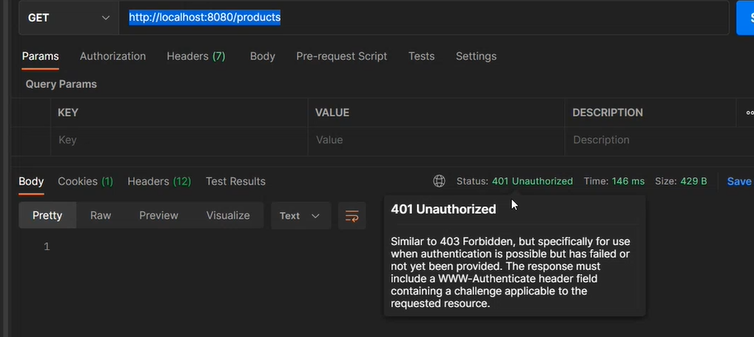 GET http://localhost:8080/products
Params Authorization Headers (7) Body Pre-request Script Tests Settings
Query Params
KEY VALUE DESCRIPTION
Key Value Description
Body Cookies (1) Headers (12) Test Results Status: 401 Unauthorized Time: 146 ms Size: 429 B Save
Pretty Raw Preview Visualize Text
1
401 Unauthorized
Similar to 403 Forbidden, but specifically for use
when authentication is possible but has failed or
not yet been provided. The response must
include a WWW-Authenticate header field
containing a challenge applicable to the
requested resource.